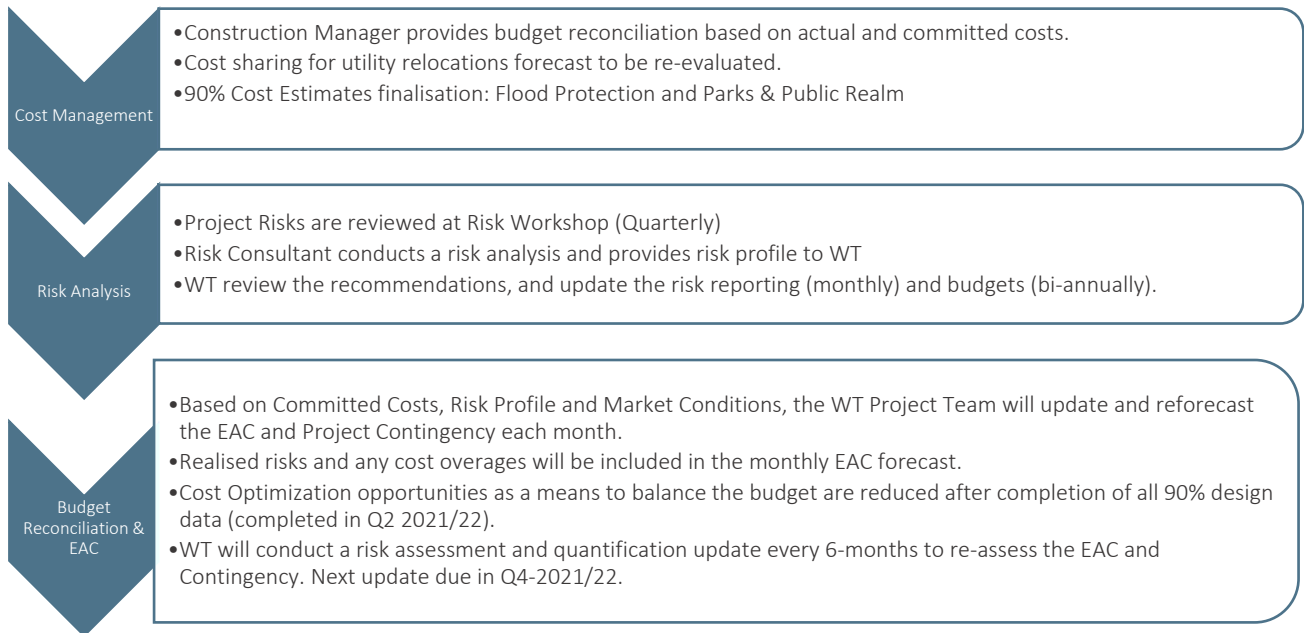 •Construction Manager provides budget reconciliation based on actual and committed costs.
•Cost sharing for utility relocations forecast to be re-evaluated.
•90% Cost Estimates finalisation: Flood Protection and Parks & Public Realm
Cost Management
•Project Risks are reviewed at Risk Workshop (Quarterly)
•Risk Consultant conducts a risk analysis and provides risk profile to WT
•WT review the recommendations, and update the risk reporting (monthly) and budgets (bi-annually).
Risk Analysis
•Based on Committed Costs, Risk Profile and Market Conditions, the WT Project Team will update and reforecast
the EAC and Project Contingency each month.
•Realised risks and any cost overages will be included in the monthly EAC forecast.
•Cost Optimization opportunities as a means to balance the budget are reduced after completion of all 90% design
data (completed in Q2 2021/22).
•WT will conduct a risk assessment and quantification update every 6-months to re-assess the EAC and
Contingency. Next update due in Q4-2021/22.
Budget
Reconciliation &
EAC